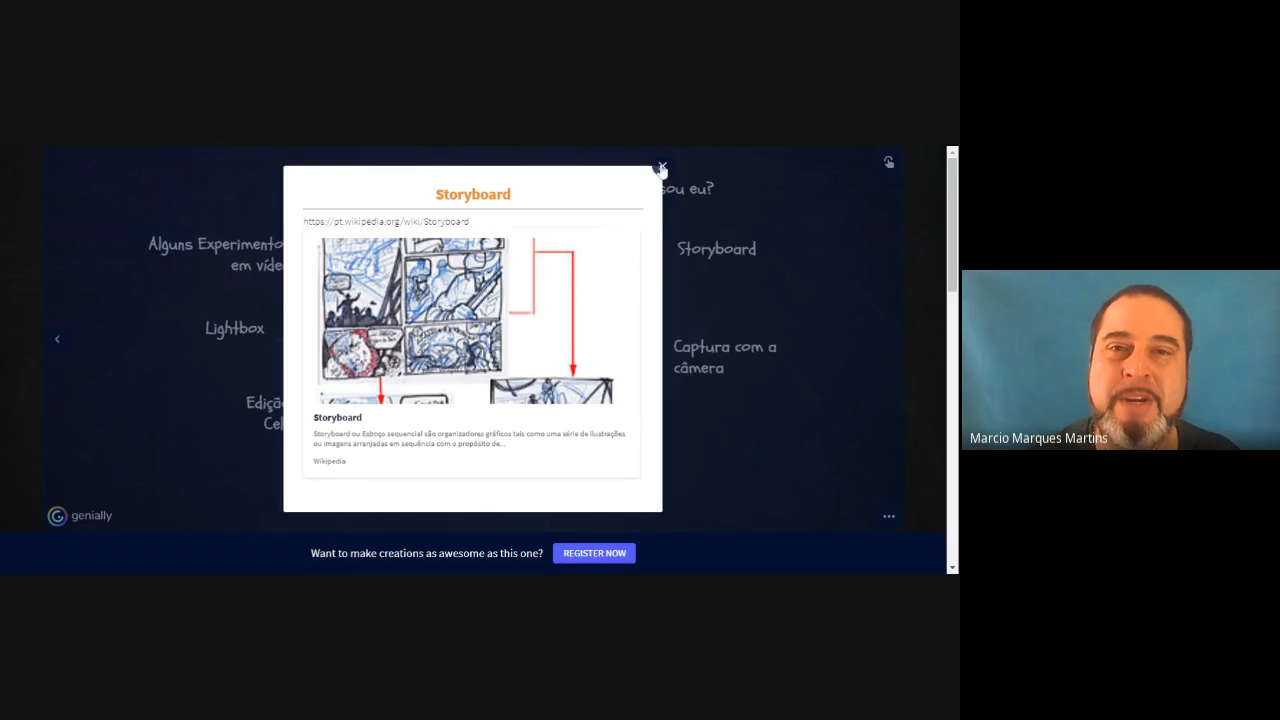 Storyboard
https://pt.wikipedia.org/wiki/Storyboard
sou eu?
Alguns Experimento
em víde
Storyboard
Lightbox
Captura com a
câmera
Ediçã
Cel
Storyboard
Storyboard ou Esboço sequencial são organizadores gráficos tais como uma série de ilustrações
ou imagens arranjadas em sequência com o propósito de...
Wikipedia
Marcio Marques Martins
genially
Want to make creations as awesome as this one?
REGISTER NOW